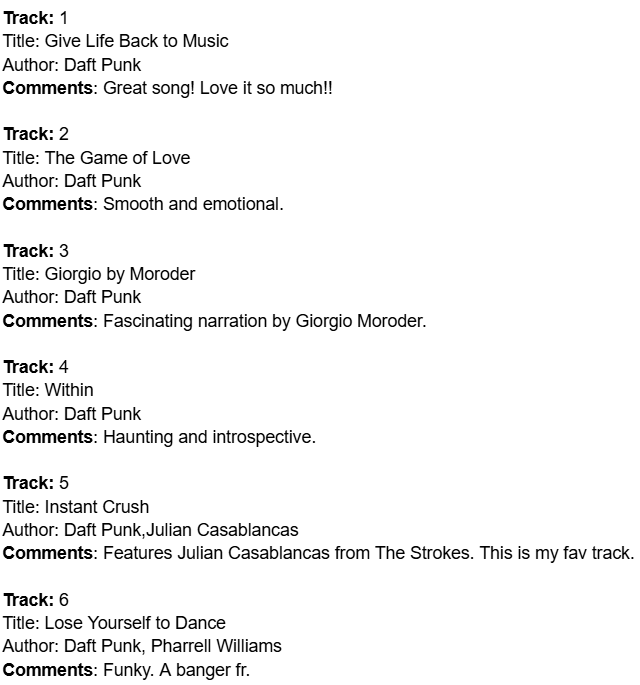 Track: 1
Title: Give Life Back to Music
Author: Daft Punk
Comments: Great song! Love it so much!!
Track: 2
Title: The Game of Love
Author: Daft Punk
Comments: Smooth and emotional.
Track: 3
Title: Giorgio by Moroder
Author: Daft Punk
Comments: Fascinating narration by Giorgio Moroder.
Track: 4
Title: Within
Author: Daft Punk
Comments: Haunting and introspective.
Track: 5
Title: Instant Crush
Author: Daft Punk,Julian Casablancas
Comments: Features Julian Casablancas from The Strokes. This is my fav track.
Track: 6
Title: Lose Yourself to Dance
Author: Daft Punk, Pharrell Williams
Comments: Funky. A banger fr.